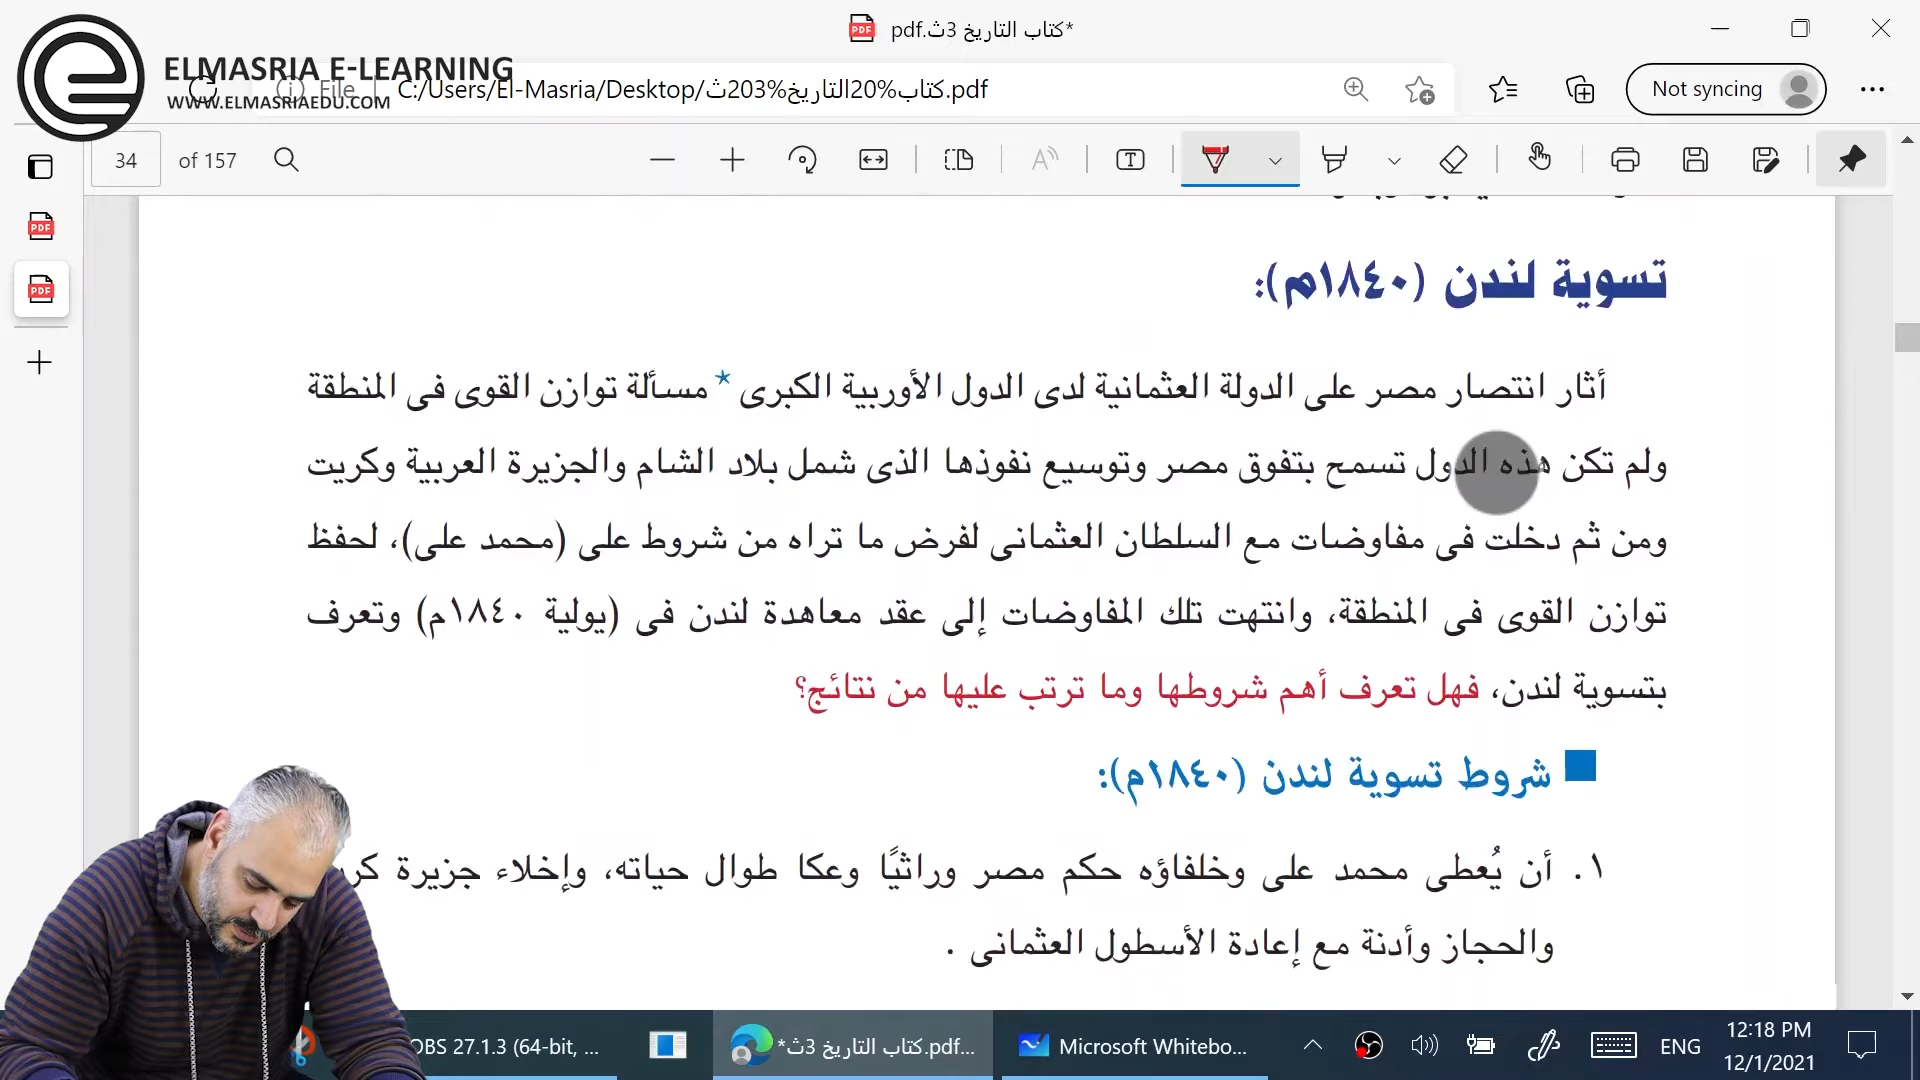 *كتاب التاريخ 3ث.pdf
ELMASRIA E-LEARNING
WWW.ELMASRIAEDU.COM
File
C:/Users/El-Masria/Desktop/كتاب%20التاريخ%203ث.pdf
Not syncing
34 of 157
تسوية لندن (١٨٤٠م):
أثار انتصار مصر على الدولة العثمانية لدى الدول الأوربية الكبرى * مسألة توازن القوى فى المنطقة
ولم تكن هذه الدول تسمح بتفوق مصر وتوسيع نفوذها الذى شمل بلاد الشام والجزيرة العربية وكريت
ومن ثم دخلت فى مفاوضات مع السلطان العثمانى لفرض ما تراه من شروط على (محمد على)، لحفظ
توازن القوى فى المنطقة، وانتهت تلك المفاوضات إلى عقد معاهدة لندن فى (يولية ١٨٤٠م) وتعرف
بتسوية لندن، فهل تعرف أهم شروطها وما ترتب عليها من نتائج؟
شروط تسوية لندن (١٨٤٠م):
١. أن يُعطى محمد على وخلفاؤه حكم مصر وراثيًا وعكا طوال حياته، وإخلاء جزيرة
والحجاز وأدنة مع إعادة الأسطول العثمانى .
OBS 27.1.3 (64-bit, ...
*كتاب التاريخ 3ث.pdf...
Microsoft Whitebo...
ENG
12:18 PM
12/1/2021